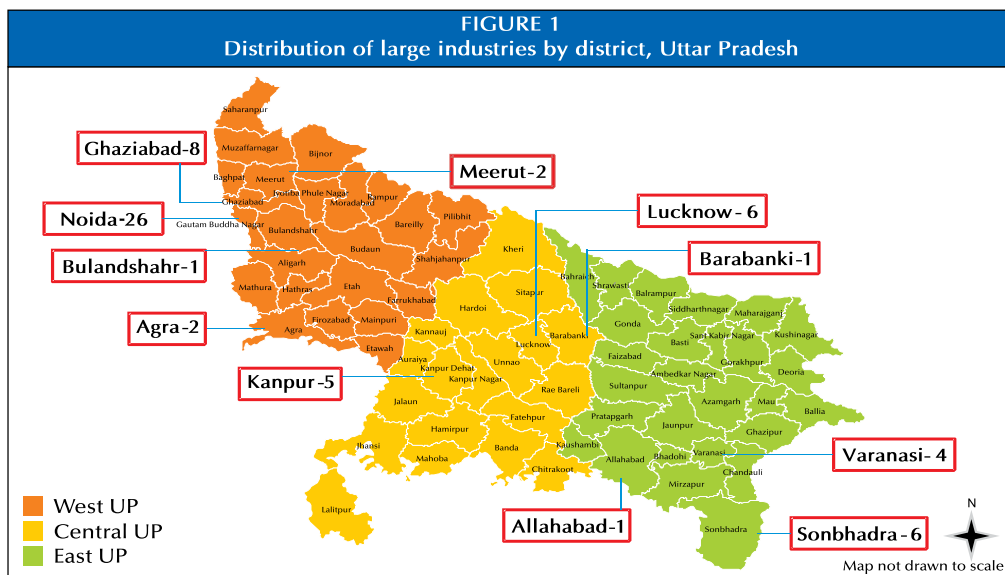 FIGURE 1
Distribution of large industries by district, Uttar Pradesh
Saharanpur
Ghaziabad-8
Muzaffarnagar
Bijnor
Meerut-2
Baghpat
Meerut
Jyotiba Phule Nagar
Rampur
Ghaziabad
Moradabad
Noida-26
Gautam Buddha Nagar
Bulandshahr
Bareilly
Pilibhit
Lucknow - 6
Budaun
Kheri
Bulandshahr-1
Aligarh
Shahjahanpur
Barabanki-1
Bahraich
Shrawasti
Mathura
Hathras
Etah
Sitapur
Balrampur
Farrukhabad
Hardoi
Siddharthnagar
Maharajganj
Agra-2
Agra
Firozabad
Mainpuri
Kannauj
Gonda
Kushinagar
Etawah
Lucknow
Barabanki
Basti
Sant Kabir Nagar
Auraiya
Kanpur Dehat
Unnao
Faizabad
Gorakhpur
Kanpur -5
Kanpur Nagar
Ambedkar Nagar
Deoria
Rae Bareli
Sultanpur
Jalaun
Azamgarh
Mau
Ballia
Fatehpur
Pratapgarh
Jaunpur
Hamirpur
Ghazipur
Jhansi
Mahoba
Banda
Kaushambi
Allahabad
Bhadohi
Varanasi
Varanasi- 4
Chitrakoot
Chandauli
Mirzapur
West UP
Central UP
East UP
Lalitpur
Allahabad-1
Sonbhadra
Sonbhadra - 6
N
Map not drawn to scale